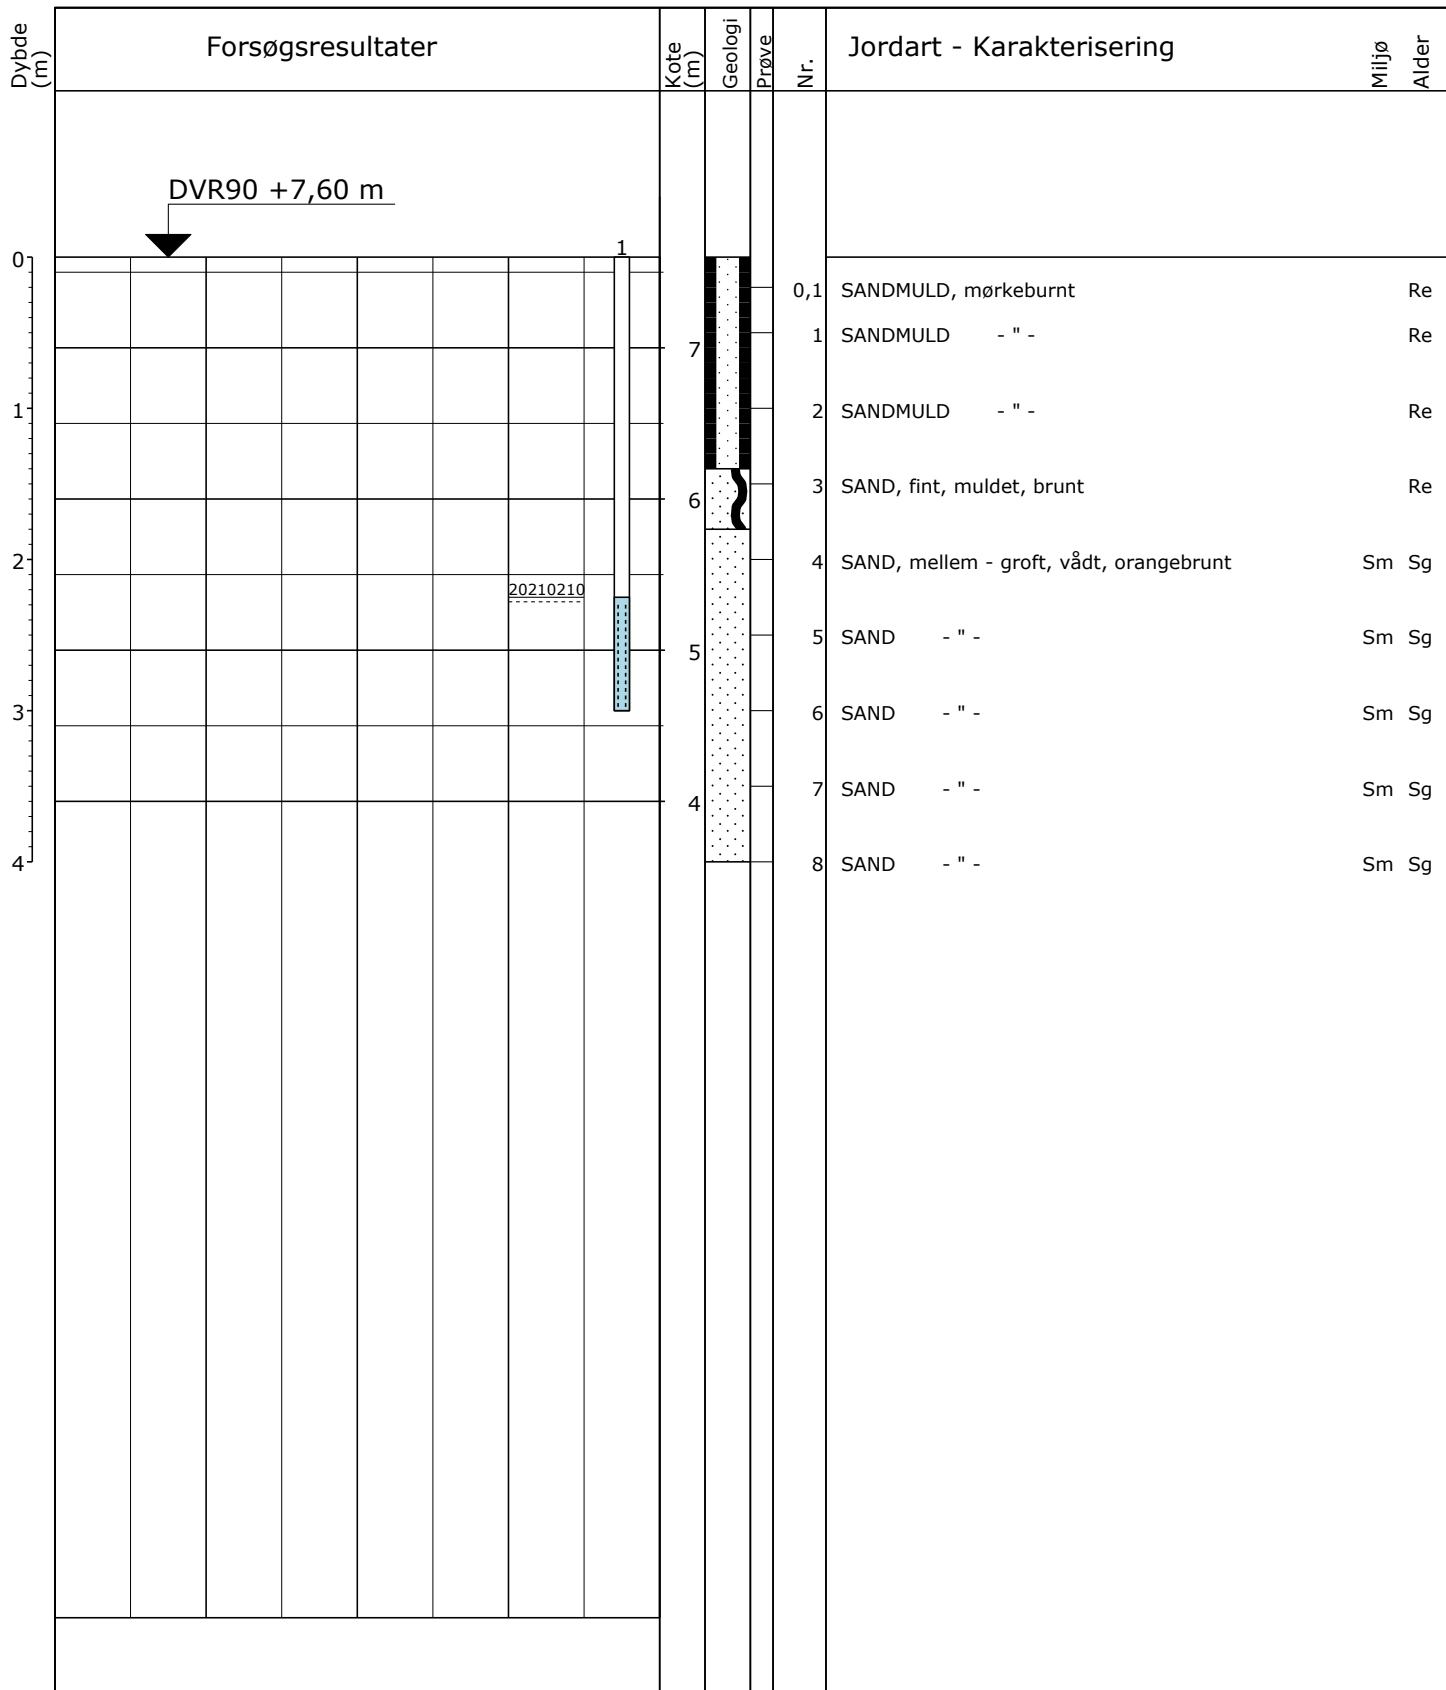 Dybde (m)
Forsøgsresultater
Kote (m)
Geologi
Prøve
Nr.
Jordart - Karakterisering
Miljø
Alder
DVR90 +7,60 m
1
0
0,1 SANDMULD, mørkeburnt Re
1 SANDMULD - " - Re
7
1
2 SANDMULD - " - Re
3 SAND, fint, muldet, brunt Re
6
2
4 SAND, mellem - groft, vådt, orangebrunt Sm Sg
20210210
5 SAND - " - Sm Sg
5
3
6 SAND - " - Sm Sg
7 SAND - " - Sm Sg
4
4
8 SAND - " - Sm Sg